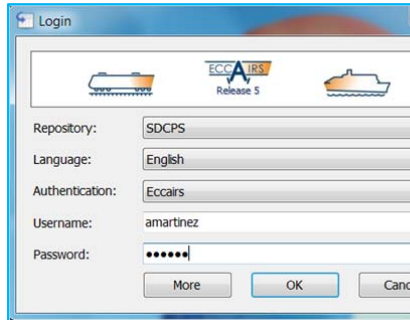 Login
ECCAIRS
Release 5
Repository: SDCPS
Language: English
Authentication: Eccairs
Username: amartinez
Password: ••••••
More OK